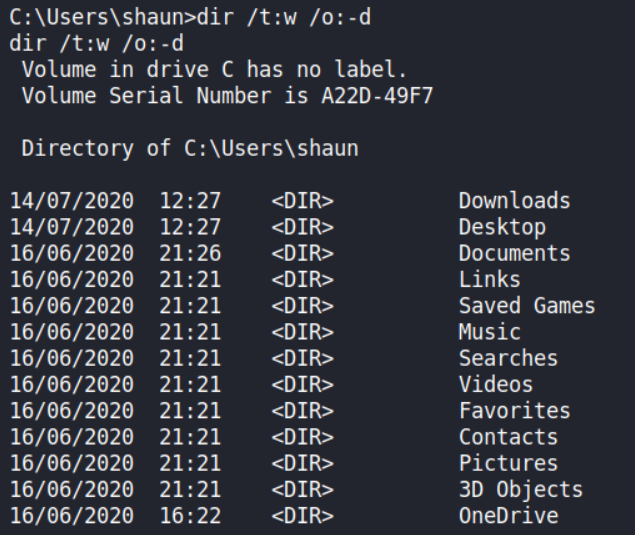 C:\Users\shaun>dir /t:w /o:-d
dir /t:w /o:-d
 Volume in drive C has no label.
 Volume Serial Number is A22D-49F7

 Directory of C:\Users\shaun

14/07/2020  12:27    <DIR>          Downloads
14/07/2020  12:27    <DIR>          Desktop
16/06/2020  21:26    <DIR>          Documents
16/06/2020  21:21    <DIR>          Links
16/06/2020  21:21    <DIR>          Saved Games
16/06/2020  21:21    <DIR>          Music
16/06/2020  21:21    <DIR>          Searches
16/06/2020  21:21    <DIR>          Videos
16/06/2020  21:21    <DIR>          Favorites
16/06/2020  21:21    <DIR>          Contacts
16/06/2020  21:21    <DIR>          Pictures
16/06/2020  21:21    <DIR>          3D Objects
16/06/2020  16:22    <DIR>          OneDrive